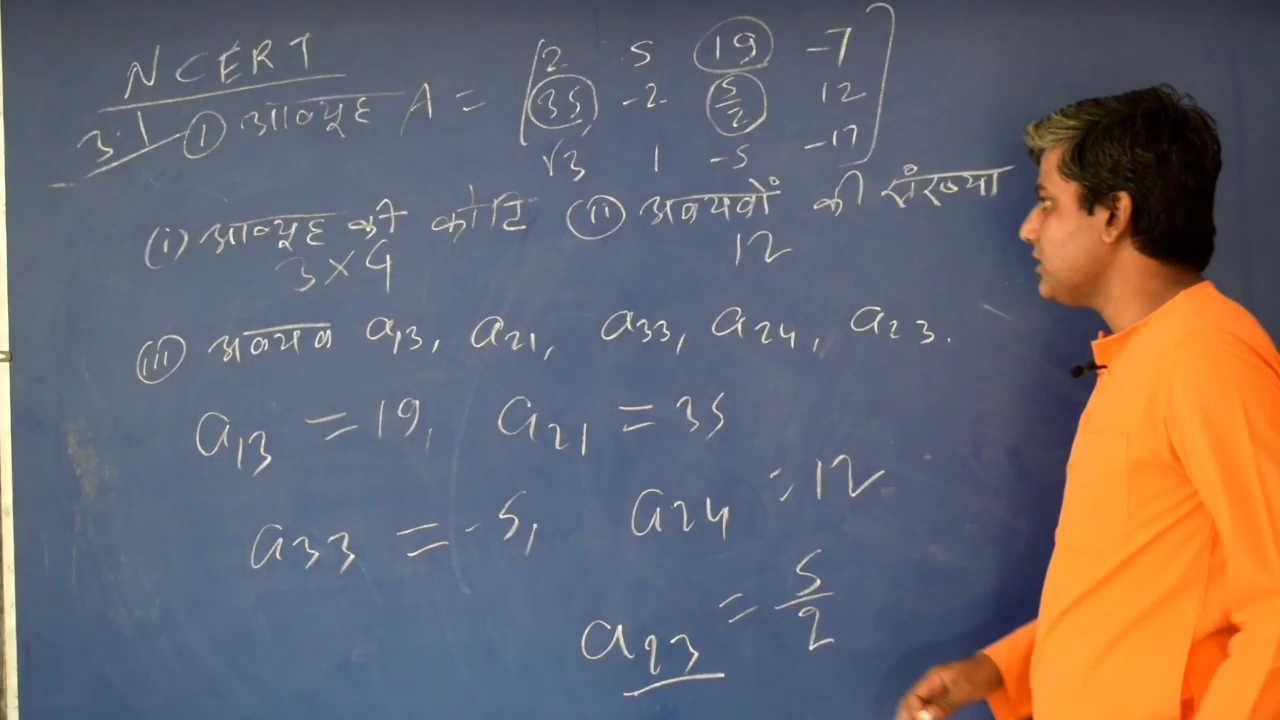 NCERT
3.1 (1) आव्यूह A = [2 5 19 -7
35 -2 5/2 12
√3 1 -5 -17]
(i) आव्यूह की कोटि (ii) अवयवों की संख्या
3×4 12
(iii) अवयव a13, a21, a33, a24, a23.
a13 = 19, a21 = 35
a33 = -5, a24 = 12
a23 = 5/2